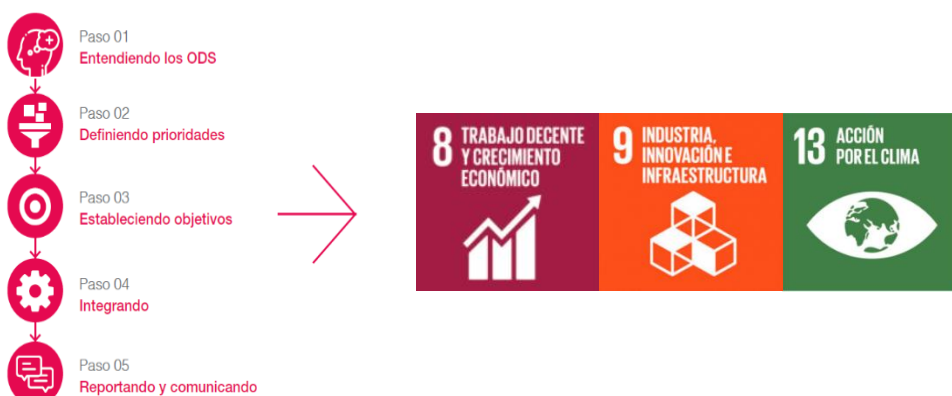 Paso 01
Entendiendo los ODS
Paso 02
Definiendo prioridades
Paso 03
Estableciendo objetivos
Paso 04
Integrando
Paso 05
Reportando y comunicando
8 TRABAJO DECENTE
Y CRECIMIENTO
ECONÓMICO
9 INDUSTRIA,
INNOVACIÓN E
INFRAESTRUCTURA
13 ACCIÓN
POR EL CLIMA